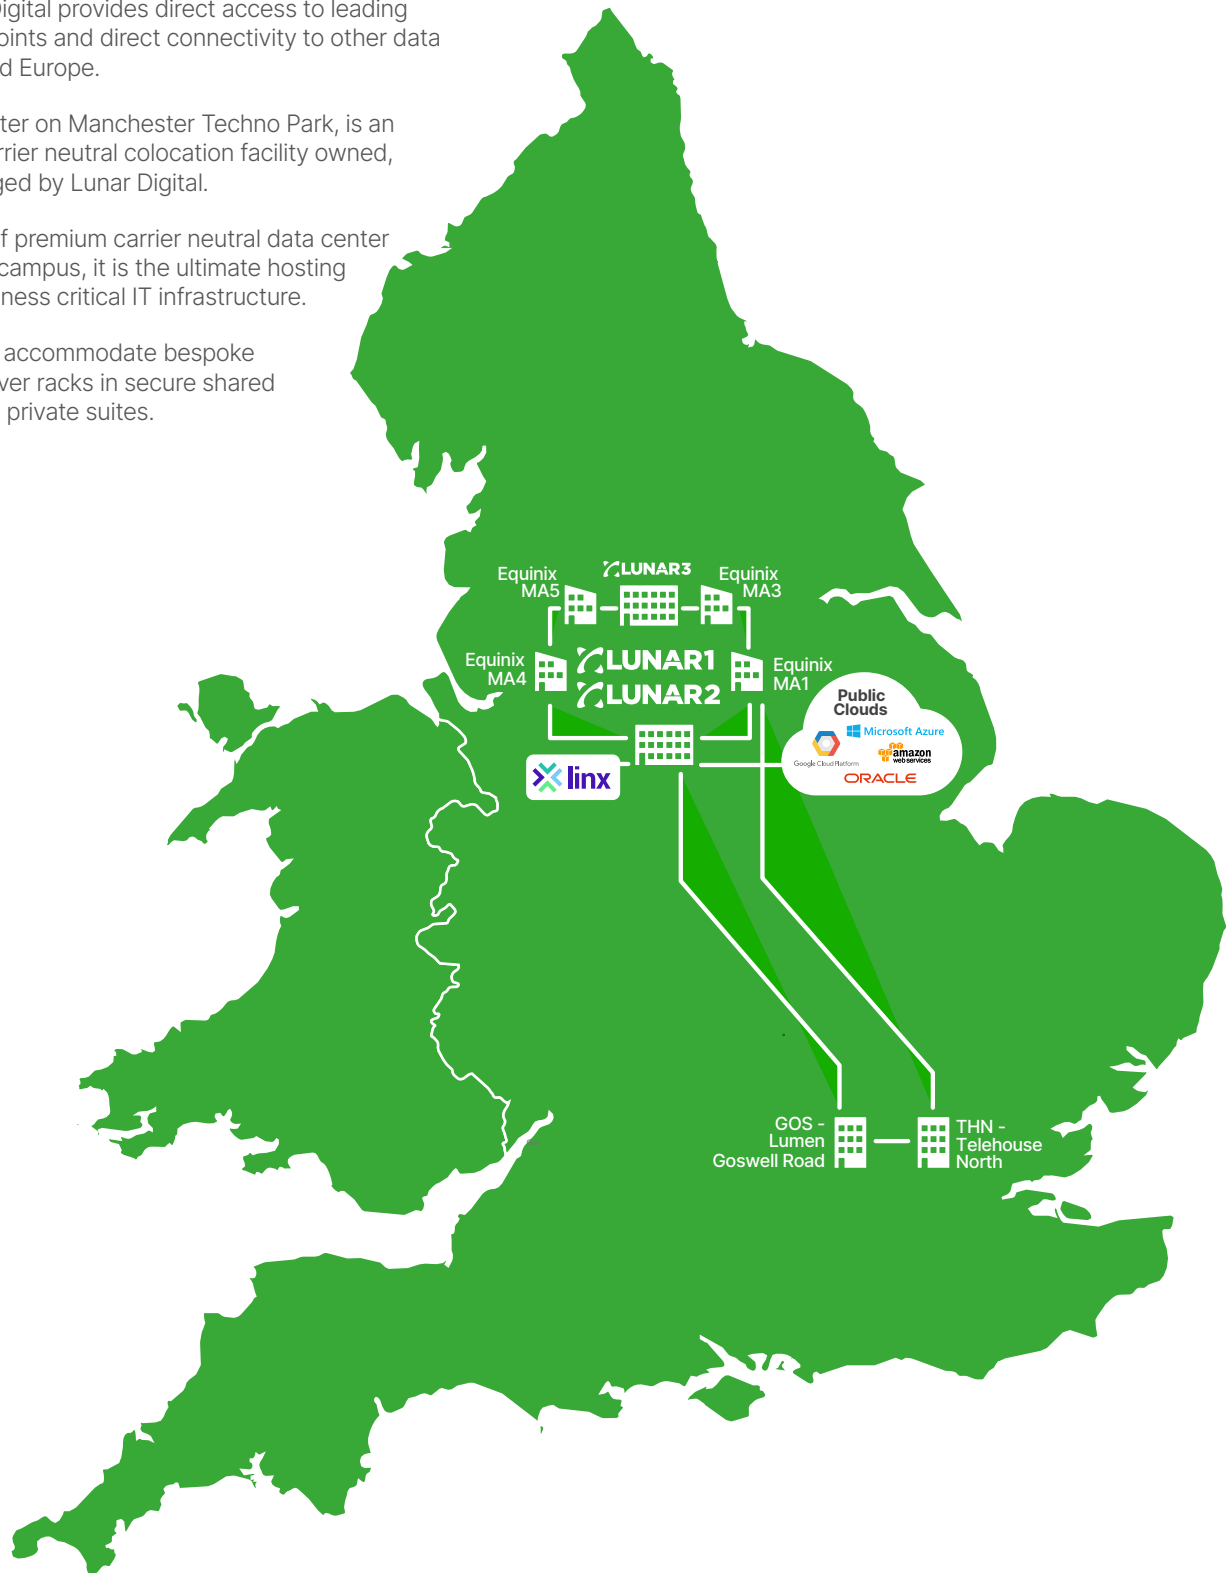 Digital provides direct access to leading
oints and direct connectivity to other data
d Europe.
ter on Manchester Techno Park, is an
rrier neutral colocation facility owned,
ged by Lunar Digital.
f premium carrier neutral data center
campus, it is the ultimate hosting
ness critical IT infrastructure.
accommodate bespoke
ver racks in secure shared
private suites.
LUNAR3
Equinix
MA5
Equinix
MA3
Equinix
MA4
LUNAR1
LUNAR2
Equinix
MA1
Public
Clouds
Microsoft Azure
Google Cloud Platform
amazon
web services
ORACLE
linx
GOS -
Lumen
Goswell Road
THN -
Telehouse
North